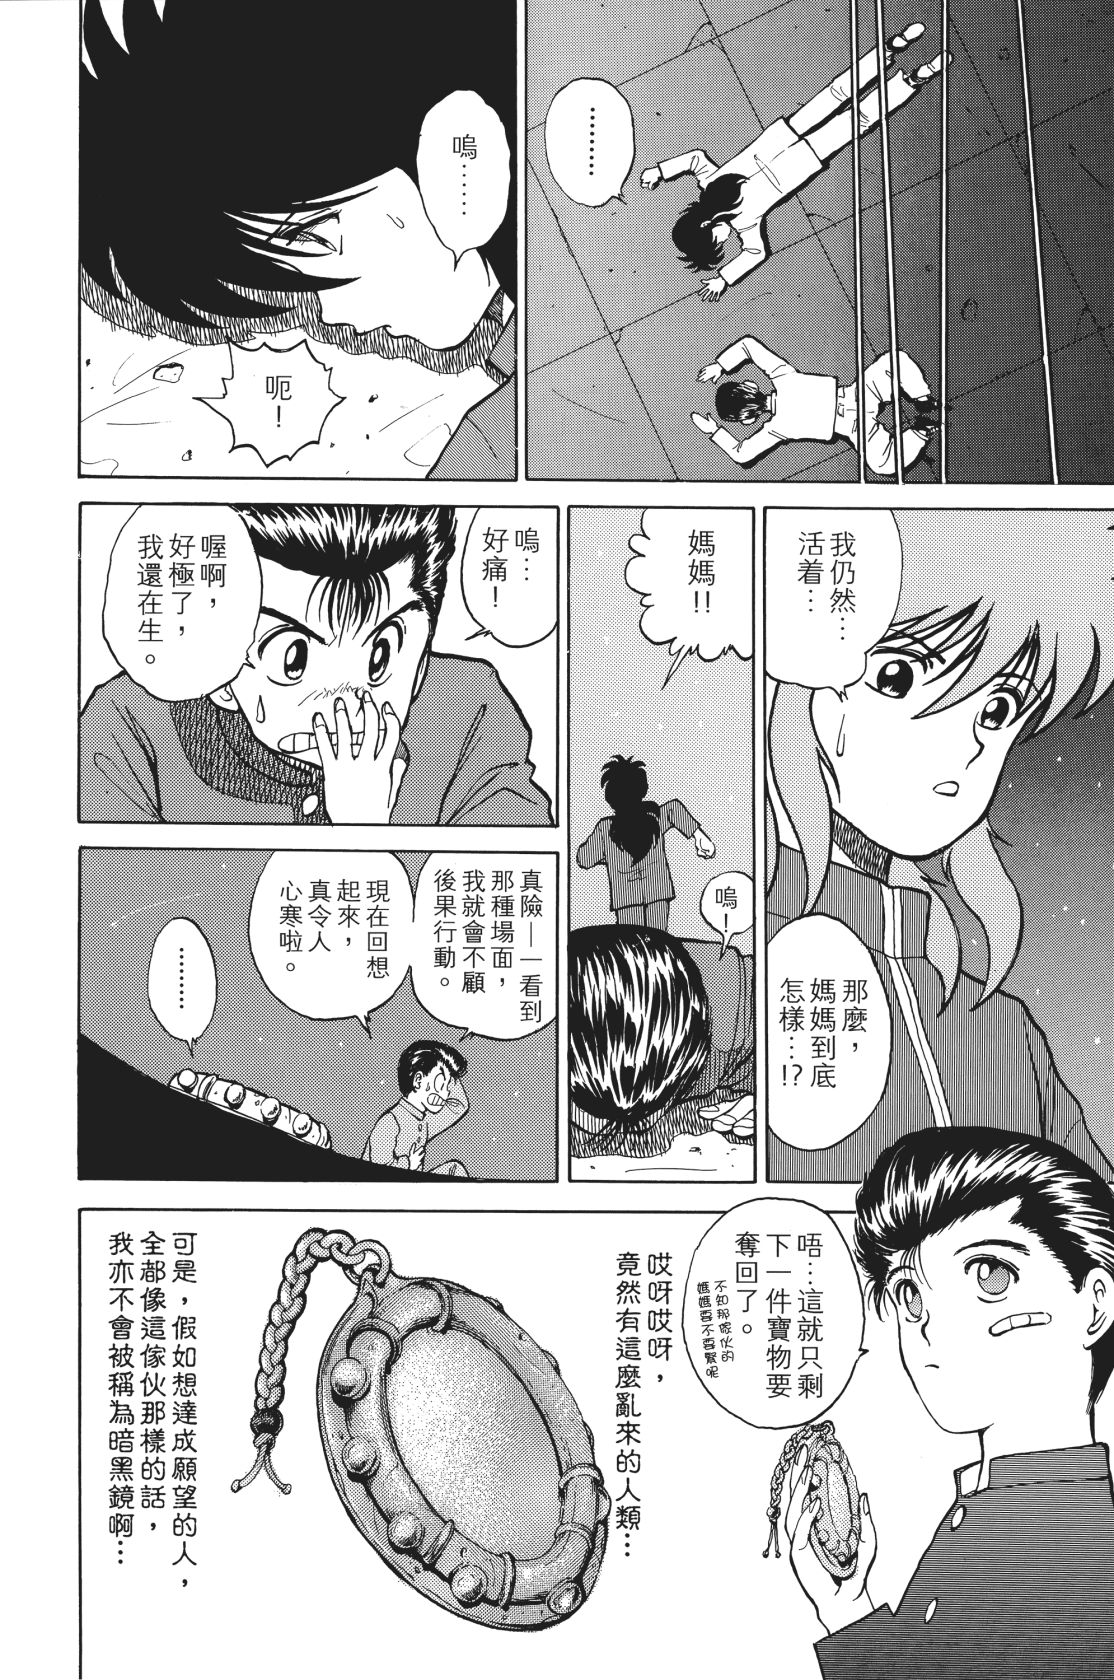 ………
嗚……
呃！
我仍然…
活着…
那麼，
媽媽到底
怎樣…!?
媽媽!!
嗚！
嗚…
好痛！
喔啊，
好極了，
我還在生。
真險——看到
那種場面，
我就會不顧
後果行動。
現在回想
起來，
真令人
心寒啦。
………
唔…這就只剩
下一件寶物要
奪回了。
不知那傢伙的
媽媽要不要緊呢
哎呀哎呀，
竟然有這麼亂來的人類…
可是，假如想達成願望的人，
全都像這傢伙那樣的話，
我亦不會被稱為暗黑鏡啊…